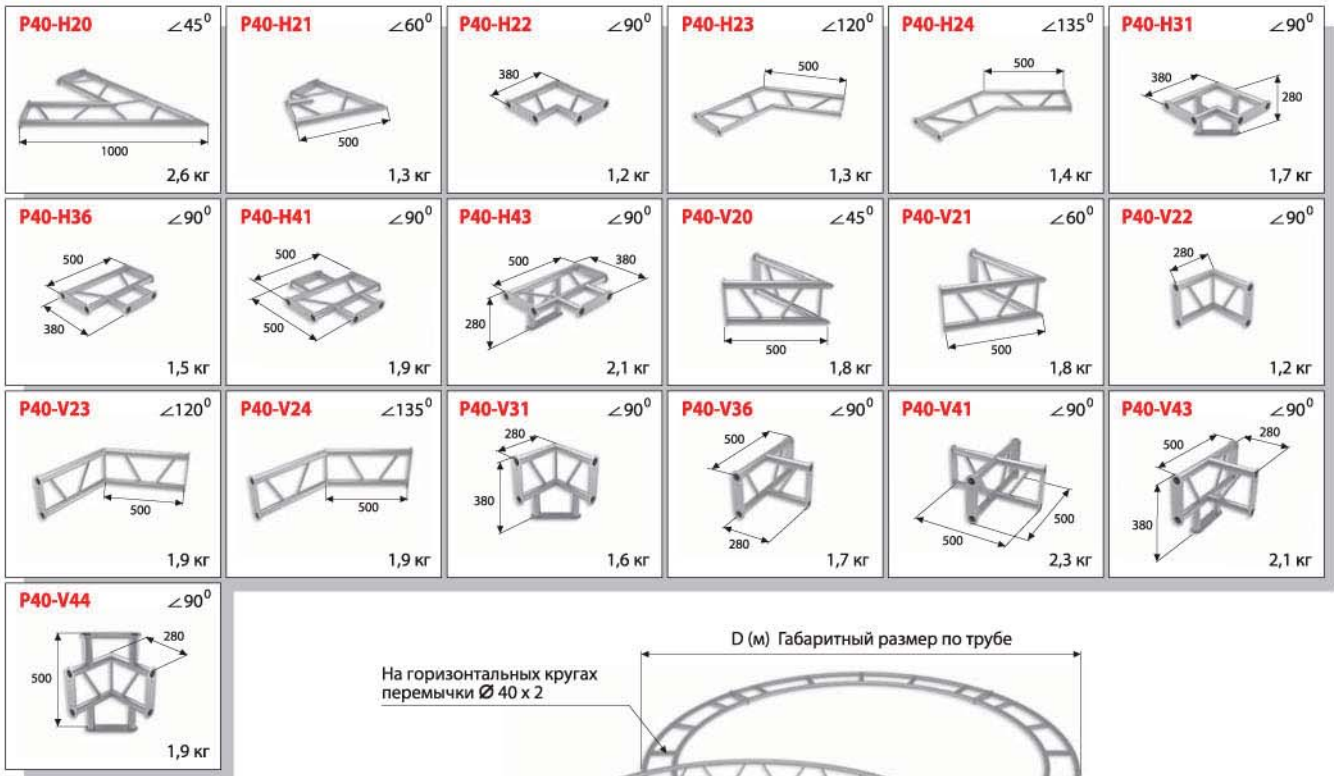 P40-H20 ∠45⁰
1000
2,6 кг
P40-H21 ∠60⁰
500
1,3 кг
P40-H22 ∠90⁰
380
1,2 кг
P40-H23 ∠120⁰
500
1,3 кг
P40-H24 ∠135⁰
500
1,4 кг
P40-H31 ∠90⁰
380
280
1,7 кг
P40-H36 ∠90⁰
500
380
1,5 кг
P40-H41 ∠90⁰
500
500
1,9 кг
P40-H43 ∠90⁰
500
380
280
2,1 кг
P40-V20 ∠45⁰
500
1,8 кг
P40-V21 ∠60⁰
500
1,8 кг
P40-V22 ∠90⁰
280
1,2 кг
P40-V23 ∠120⁰
500
1,9 кг
P40-V24 ∠135⁰
500
1,9 кг
P40-V31 ∠90⁰
280
380
1,6 кг
P40-V36 ∠90⁰
500
280
1,7 кг
P40-V41 ∠90⁰
500
500
2,3 кг
P40-V43 ∠90⁰
500
280
380
2,1 кг
P40-V44 ∠90⁰
280
500
1,9 кг
D (м) Габаритный размер по трубе
На горизонтальных кругах
перемычки Ø 40 x 2